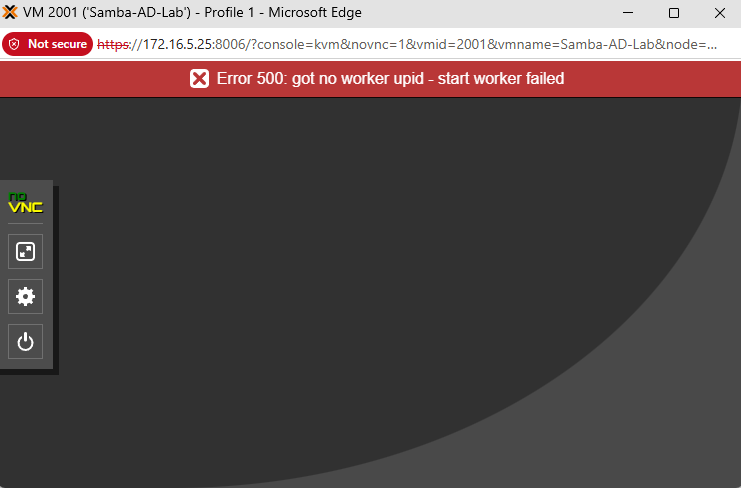 VM 2001 ('Samba-AD-Lab') - Profile 1 - Microsoft Edge
Not secure https://172.16.5.25:8006/?console=kvm&novnc=1&vmid=2001&vmname=Samba-AD-Lab&node=...
Error 500: got no worker upid - start worker failed
no
VNC